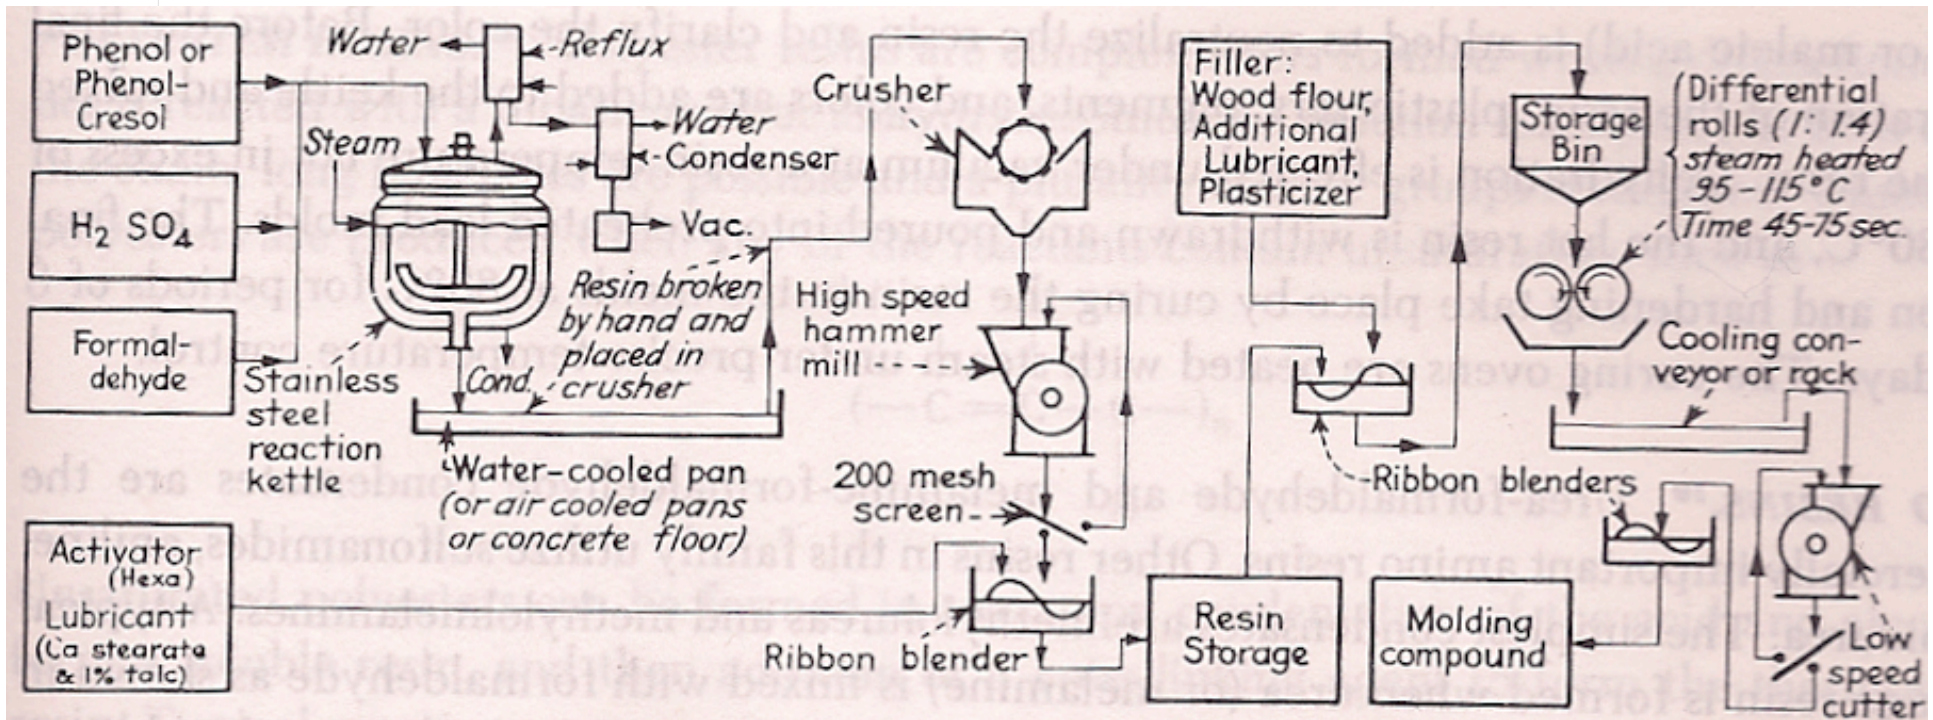 Phenol or
Phenol-
Cresol
H2 SO4
Formal-
dehyde
Activator
(Hexa)
Lubricant
(Ca stearate
& 1% talc)
Water
Reflux
Steam
Water
Condenser
Vac.
Cond.
Stainless
steel
reaction
kettle
Resin broken
by hand and
placed in
crusher
Water-cooled pan
(or air cooled pans
or concrete floor)
Crusher
High speed
hammer
mill
200 mesh
screen
Ribbon blender
Resin
Storage
Filler:
Wood flour,
Additional
Lubricant,
Plasticizer
Ribbon blenders
Storage
Bin
Differential
rolls (1: 1.4)
steam heated
95-115°C
Time 45-75 sec.
Cooling con-
veyor or rack
Low
speed
cutter
Molding
compound